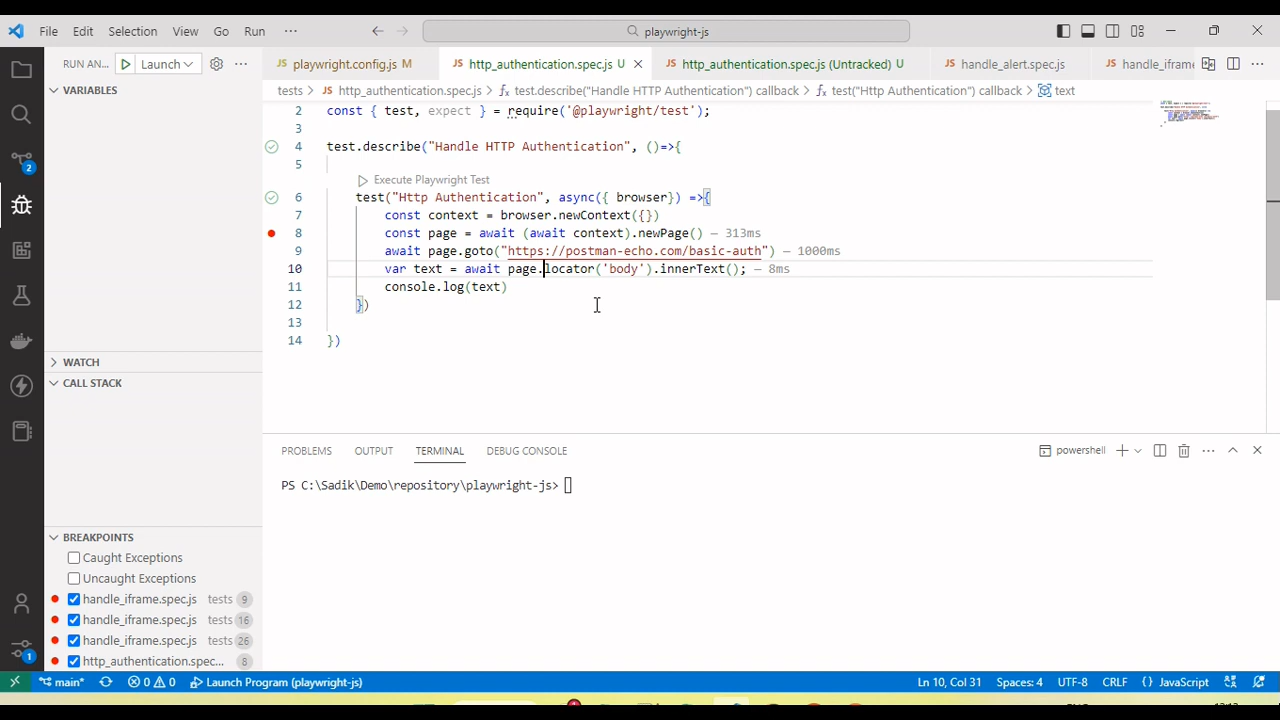 File Edit Selection View Go Run ··· playwright-js
RUN AN... Launch ···
playwright.config.js M http_authentication.spec.js U http_authentication.spec.js (Untracked) U handle_alert.spec.js handle_iframe
tests > JS http_authentication.spec.js > test.describe("Handle HTTP Authentication") callback > test("Http Authentication") callback > text
VARIABLES
2 const { test, expect } = require('@playwright/test');
3
4 test.describe("Handle HTTP Authentication", ()=>{
5
Execute Playwright Test
6 test("Http Authentication", async({ browser}) =>{
7 const context = browser.newContext({})
8 const page = await (await context).newPage() — 313ms
9 await page.goto("https://postman-echo.com/basic-auth") — 1000ms
10 var text = await page.locator('body').innerText(); — 8ms
11 console.log(text)
12 })
13
14 })
WATCH
CALL STACK
PROBLEMS OUTPUT TERMINAL DEBUG CONSOLE powershell
PS C:\Sadik\Demo\repository\playwright-js>
BREAKPOINTS
Caught Exceptions
Uncaught Exceptions
handle_iframe.spec.js tests 9
handle_iframe.spec.js tests 16
handle_iframe.spec.js tests 26
http_authentication.spec... 8
main* 0 0 Launch Program (playwright-js) Ln 10, Col 31 Spaces: 4 UTF-8 CRLF {} JavaScript